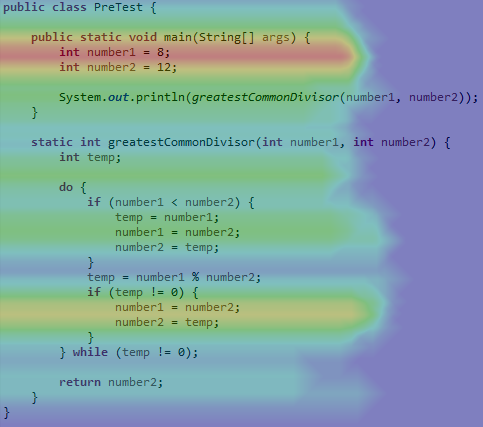 public class PreTest {
public static void main(String[] args) {
int number1 = 8;
int number2 = 12;
System.out.println(greatestCommonDivisor(number1, number2));
}
static int greatestCommonDivisor(int number1, int number2) {
int temp;
do {
if (number1 < number2) {
temp = number1;
number1 = number2;
number2 = temp;
}
temp = number1 % number2;
if (temp != 0) {
number1 = number2;
number2 = temp;
}
} while (temp != 0);
return number2;
}
}